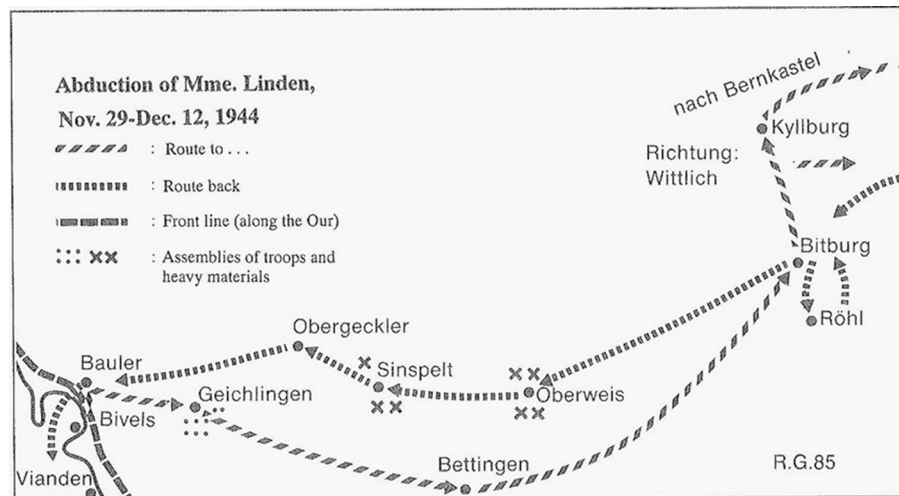 Abduction of Mme. Linden,
Nov. 29-Dec. 12, 1944
: Route to . . .
: Route back
: Front line (along the Our)
: Assemblies of troops and
heavy materials
nach Bernkastel
Kyllburg
Richtung:
Wittlich
Bitburg
Röhl
Obergeckler
Bauler
Sinspelt
Geichlingen
Oberweis
Bivels
Bettingen
Vianden
R.G.85